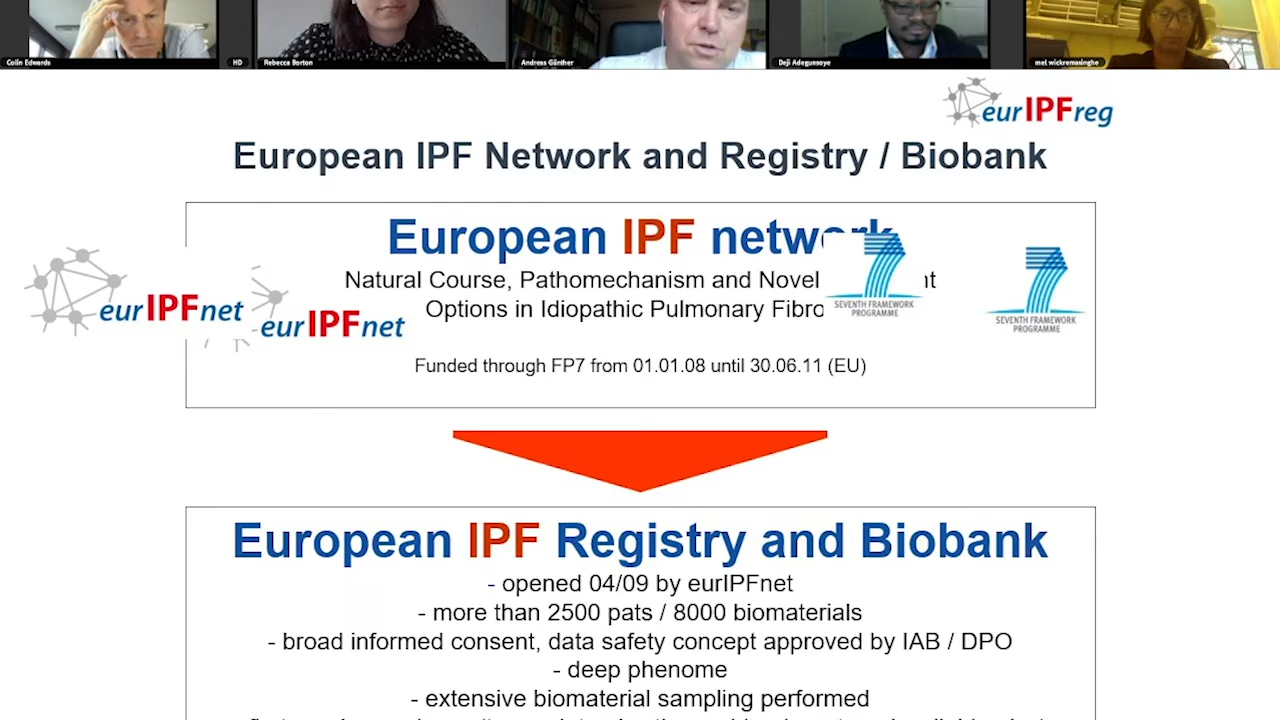 Colin Edwards
HD
Rebecca Borton
Andreas Günther
Deji Adegunsoye
mel wickremasinghe
eurIPFreg
European IPF Network and Registry / Biobank
European IPF network
Natural Course, Pathomechanism and Novel
Options in Idiopathic Pulmonary Fibro
Funded through FP7 from 01.01.08 until 30.06.11 (EU)
eurIPFnet
eurIPFnet
SEVENTH FRAMEWORK
PROGRAMME
SEVENTH FRAMEWORK
PROGRAMME
European IPF Registry and Biobank
- opened 04/09 by eurIPFnet
- more than 2500 pats / 8000 biomaterials
- broad informed consent, data safety concept approved by IAB / DPO
- deep phenome
- extensive biomaterial sampling performed